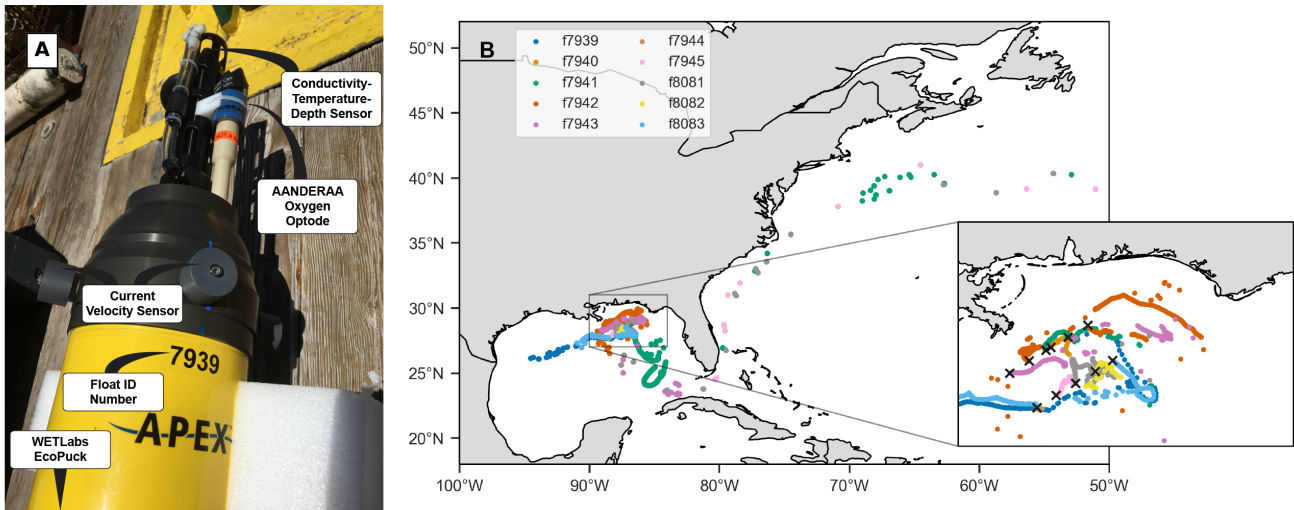 A
Conductivity-
Temperature-
Depth Sensor
AANDERAA
Oxygen
Optode
Current
Velocity Sensor
7939
Float ID
Number
APEX
WETLabs
EcoPuck
B
f7939
f7940
f7941
f7942
f7943
f7944
f7945
f8081
f8082
f8083
50°N
45°N
40°N
35°N
30°N
25°N
20°N
100°W
90°W
80°W
70°W
60°W
50°W